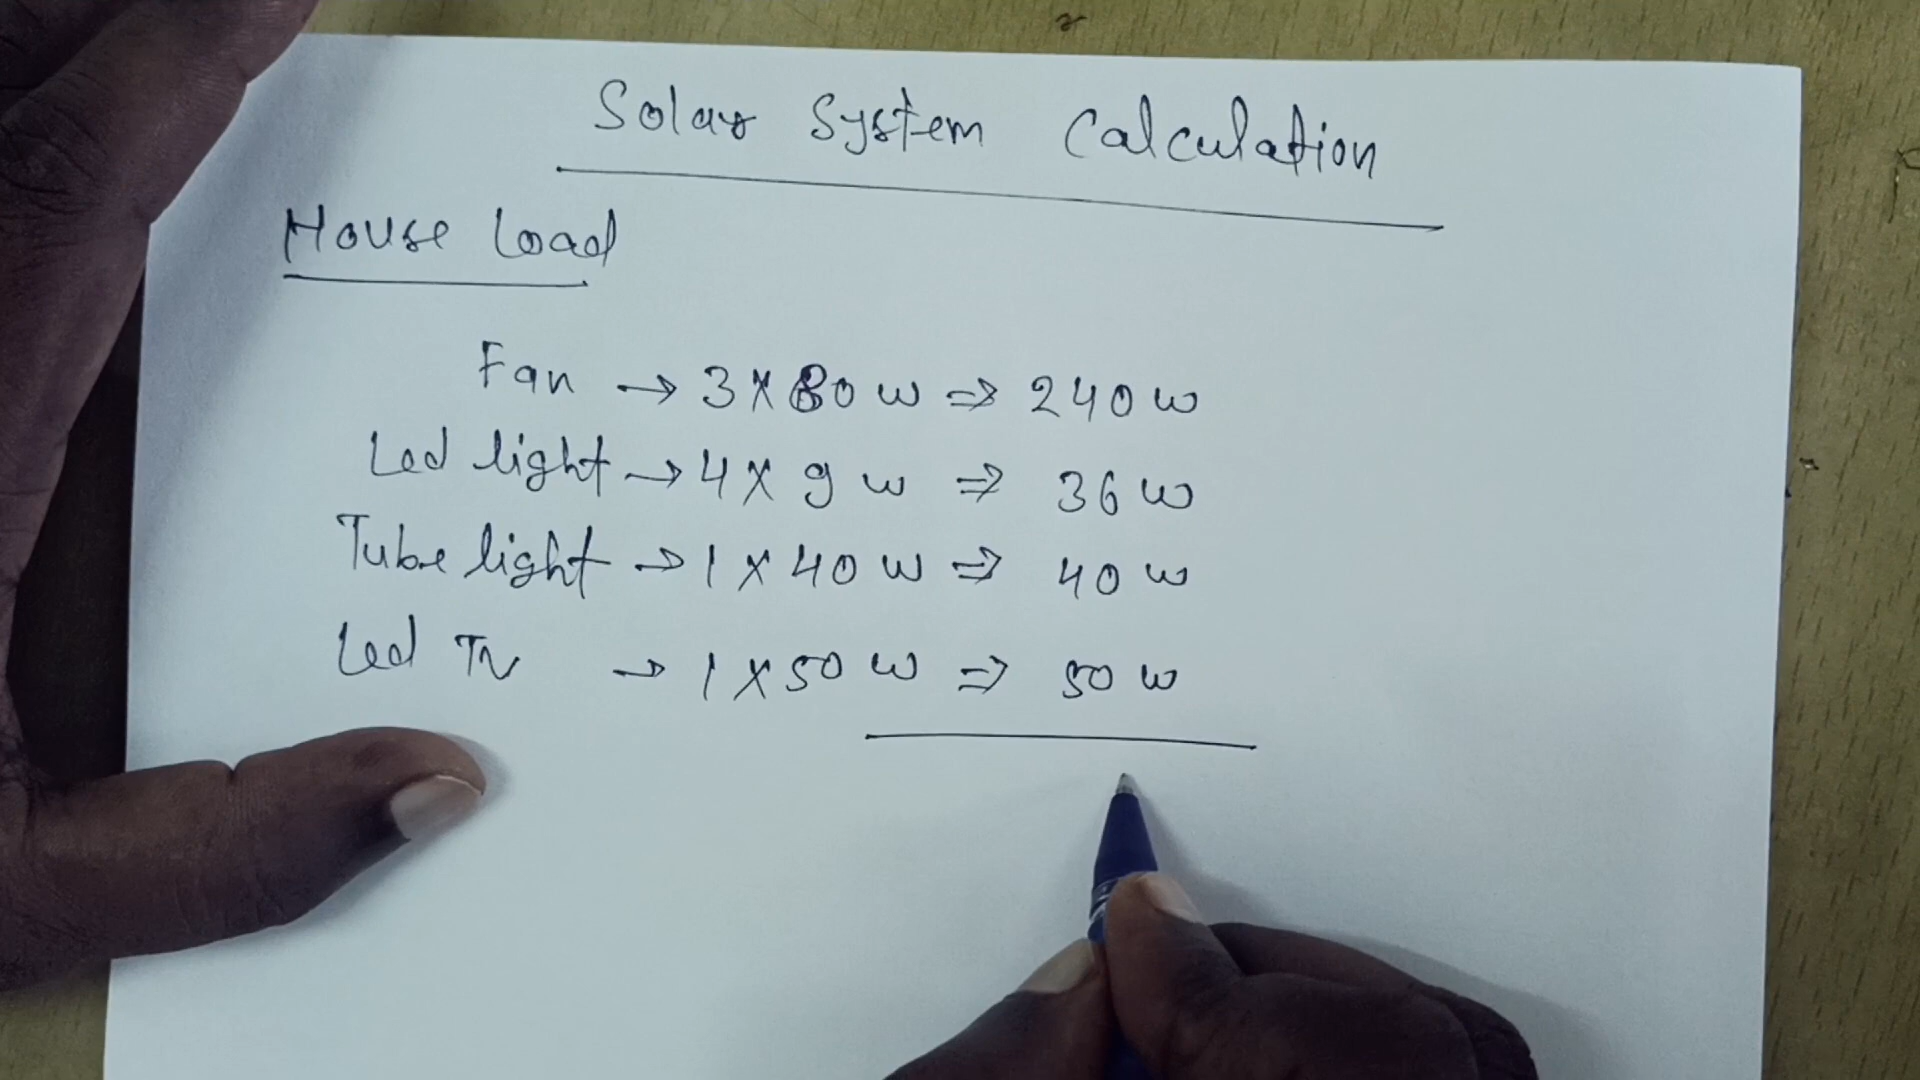 Solar System Calculation
House Load
Fan → 3 X 80 w ⇒ 240 w
Led light → 4 X 9 w ⇒ 36 w
Tube light → 1 X 40 w ⇒ 40 w
Led TV → 1 X 50 w ⇒ 50 w